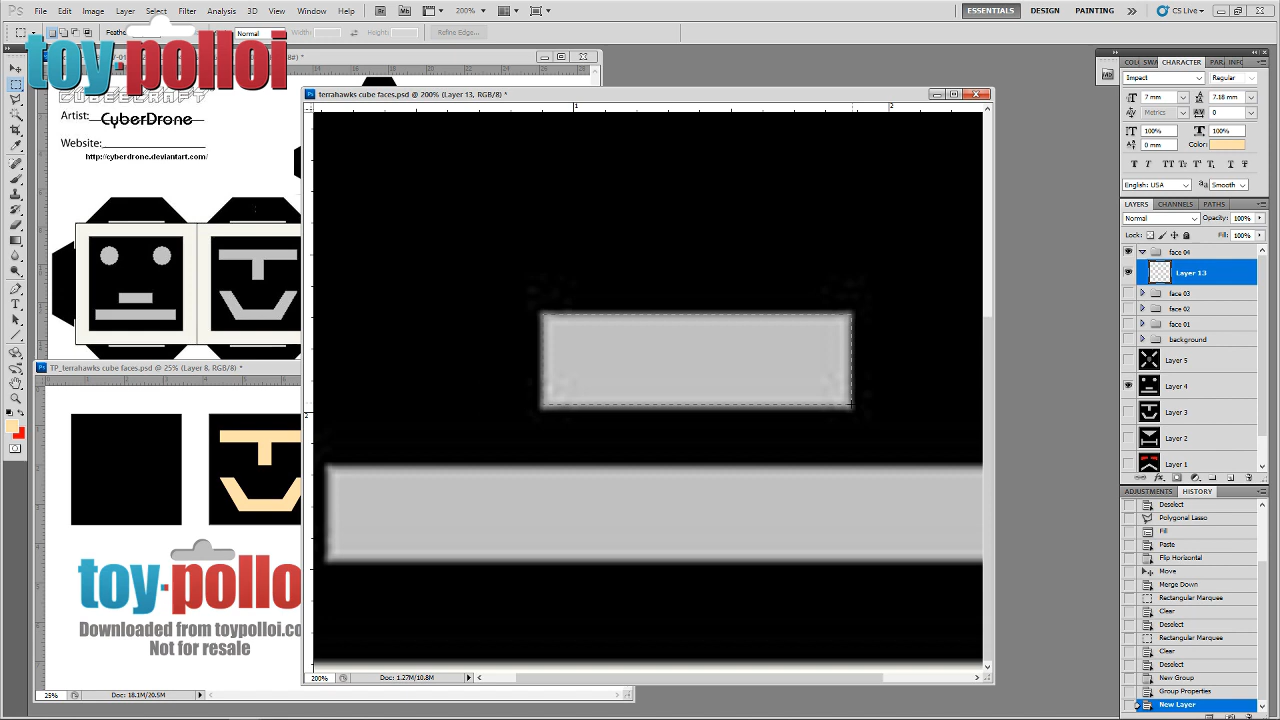 PS File Edit Image Layer Select Filter Analysis 3D View Window Help Br Mb 200% ESSENTIALS DESIGN PAINTING CS Live
Normal Width: Height: Refine Edge...
toy polloi
CUBEECRAFT
Artist: CyberDrone
Website:
http://cyberdrone.deviantart.com/
terrahawks cube faces.psd @ 200% (Layer 13, RGB/8) *
TP_terrahawks cube faces.psd @ 25% (Layer 8, RGB/8) *
toy polloi
Downloaded from toypolloi.co
Not for resale
25% Doc: 18.1M/20.5M
200% Doc: 1.27M/10.8M
CHARACTER PAR INFO
Impact Regular
7 mm 7.18 mm
Metrics 0
100% 100%
0 mm Color:
English: USA Smooth
LAYERS CHANNELS PATHS
Normal Opacity: 100%
Lock: Fill: 100%
face 04
Layer 13
face 03
face 02
face 01
background
Layer 5
Layer 4
Layer 3
Layer 2
Layer 1
ADJUSTMENTS HISTORY
Deselect
Polygonal Lasso
Fill
Paste
Flip Horizontal
Move
Merge Down
Rectangular Marquee
Clear
Deselect
Rectangular Marquee
Clear
Deselect
New Group
Group Properties
New Layer